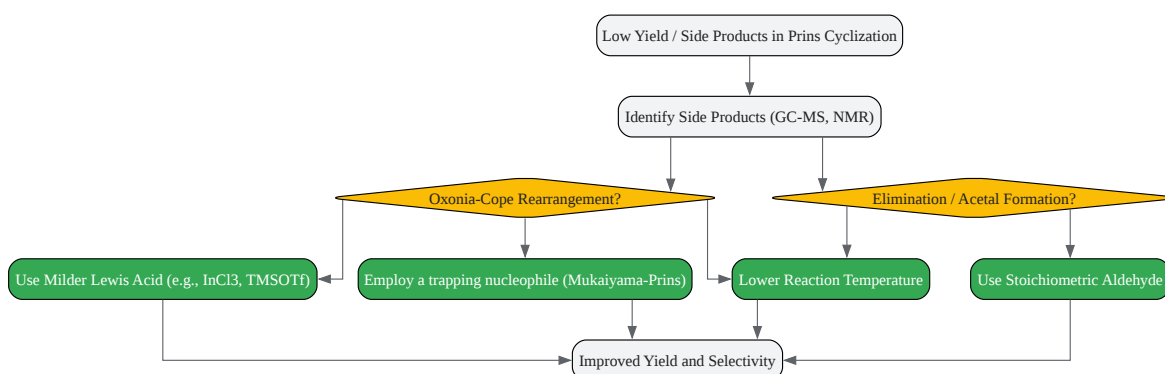 Low Yield / Side Products in Prins Cyclization
Identify Side Products (GC-MS, NMR)
Oxonia-Cope Rearrangement?
Elimination / Acetal Formation?
Use Milder Lewis Acid (e.g., InCl3, TMSOTf)
Employ a trapping nucleophile (Mukaiyama-Prins)
Lower Reaction Temperature
Use Stoichiometric Aldehyde
Improved Yield and Selectivity